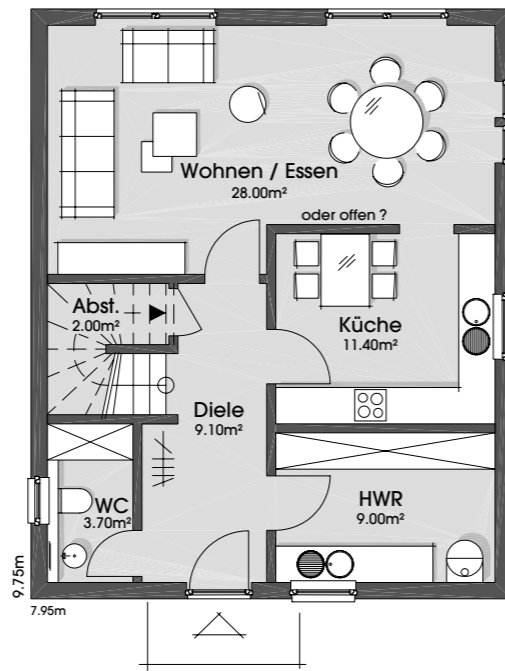 Wohnen / Essen
28.00m²
oder offen ?
Abst.
2.00m²
Küche
11.40m²
Diele
9.10m²
WC
3.70m²
HWR
9.00m²
9.75m
7.95m